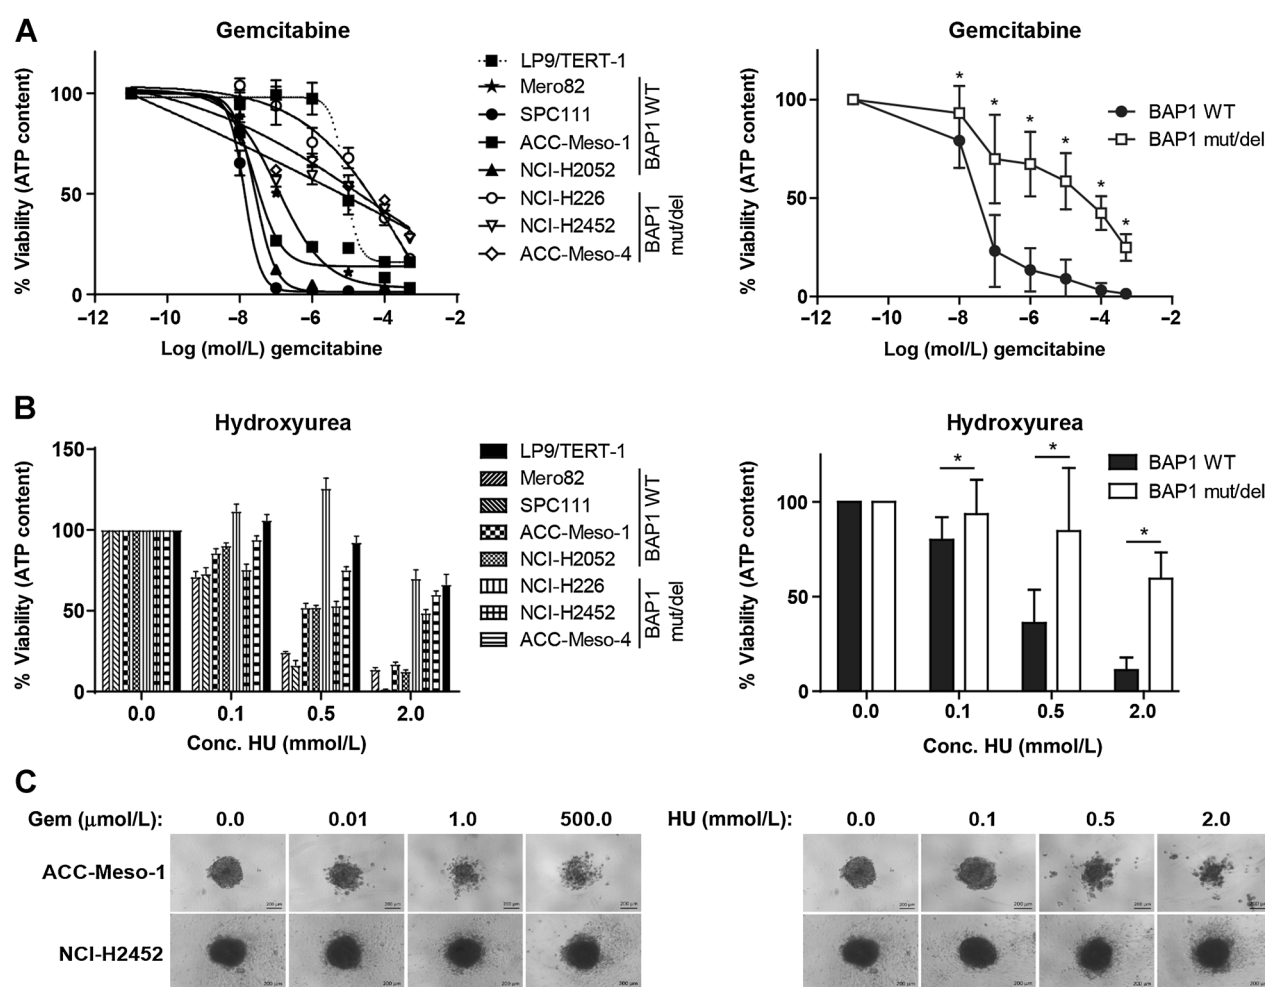 A
Gemcitabine
% Viability (ATP content)
100
50
0
−12
−10
−8
−6
−4
−2
Log (mol/L) gemcitabine
LP9/TERT-1
Mero82
SPC111
ACC-Meso-1
NCI-H2052
NCI-H226
NCI-H2452
ACC-Meso-4
BAP1 WT
BAP1
mut/del
Gemcitabine
% Viability (ATP content)
100
50
0
* * * * * *
−12
−10
−8
−6
−4
−2
Log (mol/L) gemcitabine
BAP1 WT
BAP1 mut/del
B
Hydroxyurea
% Viability (ATP content)
150
100
50
0
0.0
0.1
0.5
2.0
Conc. HU (mmol/L)
LP9/TERT-1
Mero82
SPC111
ACC-Meso-1
NCI-H2052
NCI-H226
NCI-H2452
ACC-Meso-4
BAP1 WT
BAP1
mut/del
Hydroxyurea
% Viability (ATP content)
100
50
0
* * *
0.0
0.1
0.5
2.0
Conc. HU (mmol/L)
BAP1 WT
BAP1 mut/del
C
Gem (µmol/L): 0.0 0.01 1.0 500.0
HU (mmol/L): 0.0 0.1 0.5 2.0
ACC-Meso-1
NCI-H2452